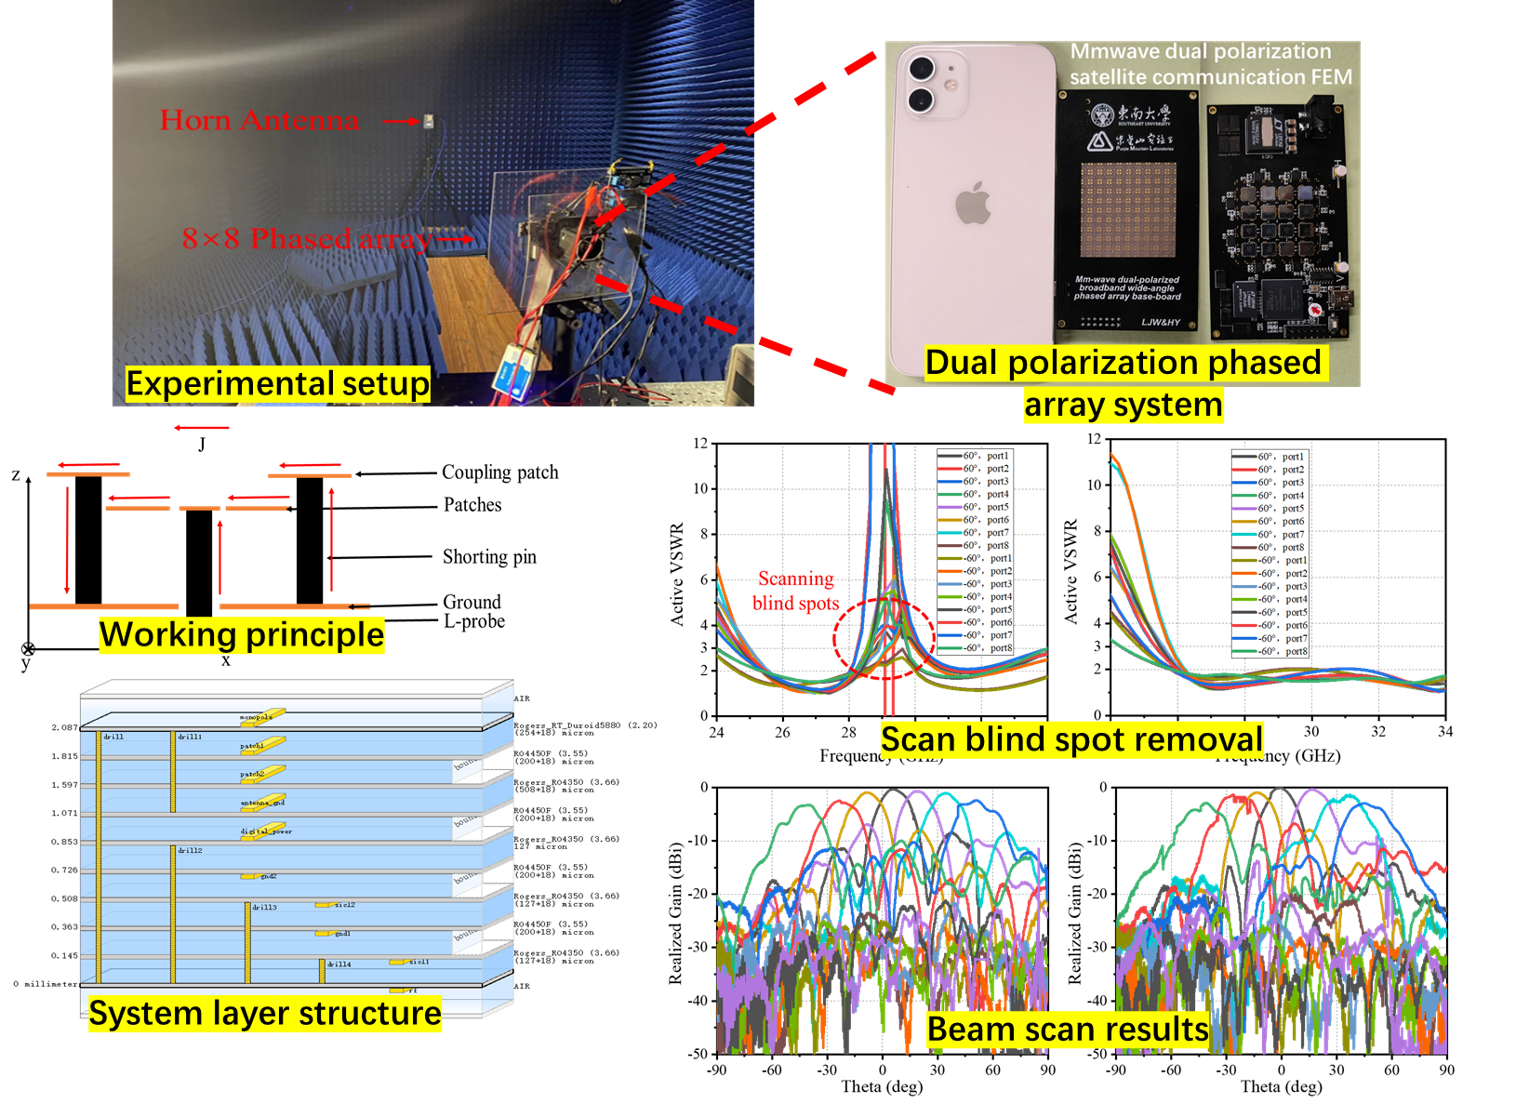 Horn Antenna
8×8 Phased array
Experimental setup
Mmwave dual polarization
satellite communication FEM
東南大學
SOUTHEAST UNIVERSITY
Purple Mountain Laboratories
Mm-wave dual-polarized
broadband wide-angle
phased array base-board
LJW&HY
H
V
Dual polarization phased
array system
J
z
Coupling patch
Patches
Shorting pin
Ground
L-probe
y
x
Working principle
AIR
monopole
2.087
drill
drill1
Rogers_RT_Duroid5880 (2.20)
(254+18) micron
patch1
1.815
RO4450F (3.55)
(200+18) micron
patch2
1.597
Rogers_RO4350 (3.66)
(508+18) micron
antenna_gnd
1.071
RO4450F (3.55)
(200+18) micron
digital_power
0.853
drill2
Rogers_RO4350 (3.66)
127 micron
0.726
gnd2
RO4450F (3.55)
(200+18) micron
0.508
drill3
sicl2
Rogers_RO4350 (3.66)
(127+18) micron
0.363
gnd1
RO4450F (3.55)
(200+18) micron
0.145
drill4
sicl1
Rogers_RO4350 (3.66)
(127+18) micron
0 millimeter
AIR
System layer structure
12
10
8
6
4
3
2
1
0
Active VSWR
24
26
28
Frequency (GHz)
Scanning
blind spots
60°, port1
60°, port2
60°, port3
60°, port4
60°, port5
60°, port6
60°, port7
60°, port8
-60°, port1
-60°, port2
-60°, port3
-60°, port4
-60°, port5
-60°, port6
-60°, port7
-60°, port8
12
10
8
6
4
2
1
0
Active VSWR
30
32
34
Frequency (GHz)
60°, port1
60°, port2
60°, port3
60°, port4
60°, port5
60°, port6
60°, port7
60°, port8
-60°, port1
-60°, port2
-60°, port3
-60°, port4
-60°, port5
-60°, port6
-60°, port7
-60°, port8
Scan blind spot removal
0
-10
-20
-30
-40
-50
Realized Gain (dBi)
-90
-60
-30
0
30
60
90
Theta (deg)
0
-10
-20
-30
-40
-50
Realized Gain (dBi)
-90
-60
-30
0
30
60
90
Theta (deg)
Beam scan results